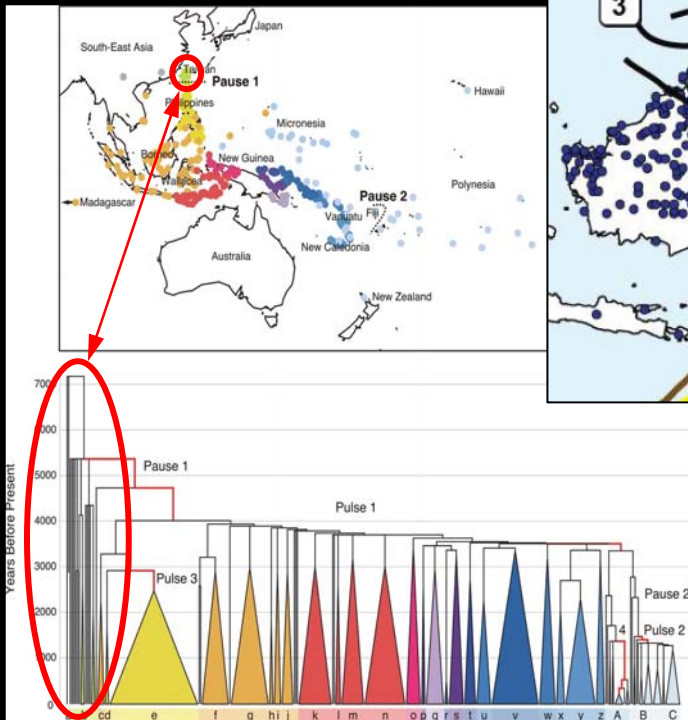 3
Japan
South-East Asia
Taiwan
Pause 1
Philippines
Hawaii
Micronesia
Borneo
New Guinea
Wallacea
Polynesia
Madagascar
Pause 2
Vanuatu
Fiji
New Caledonia
Australia
New Zealand
Years Before Present
7000
6000
5000
4000
3000
2000
1000
0
Pause 1
Pulse 1
Pulse 3
Pause 2
4
Pulse 2
c d e f g h i j k l m n o p q r s t u v w x y z A B C